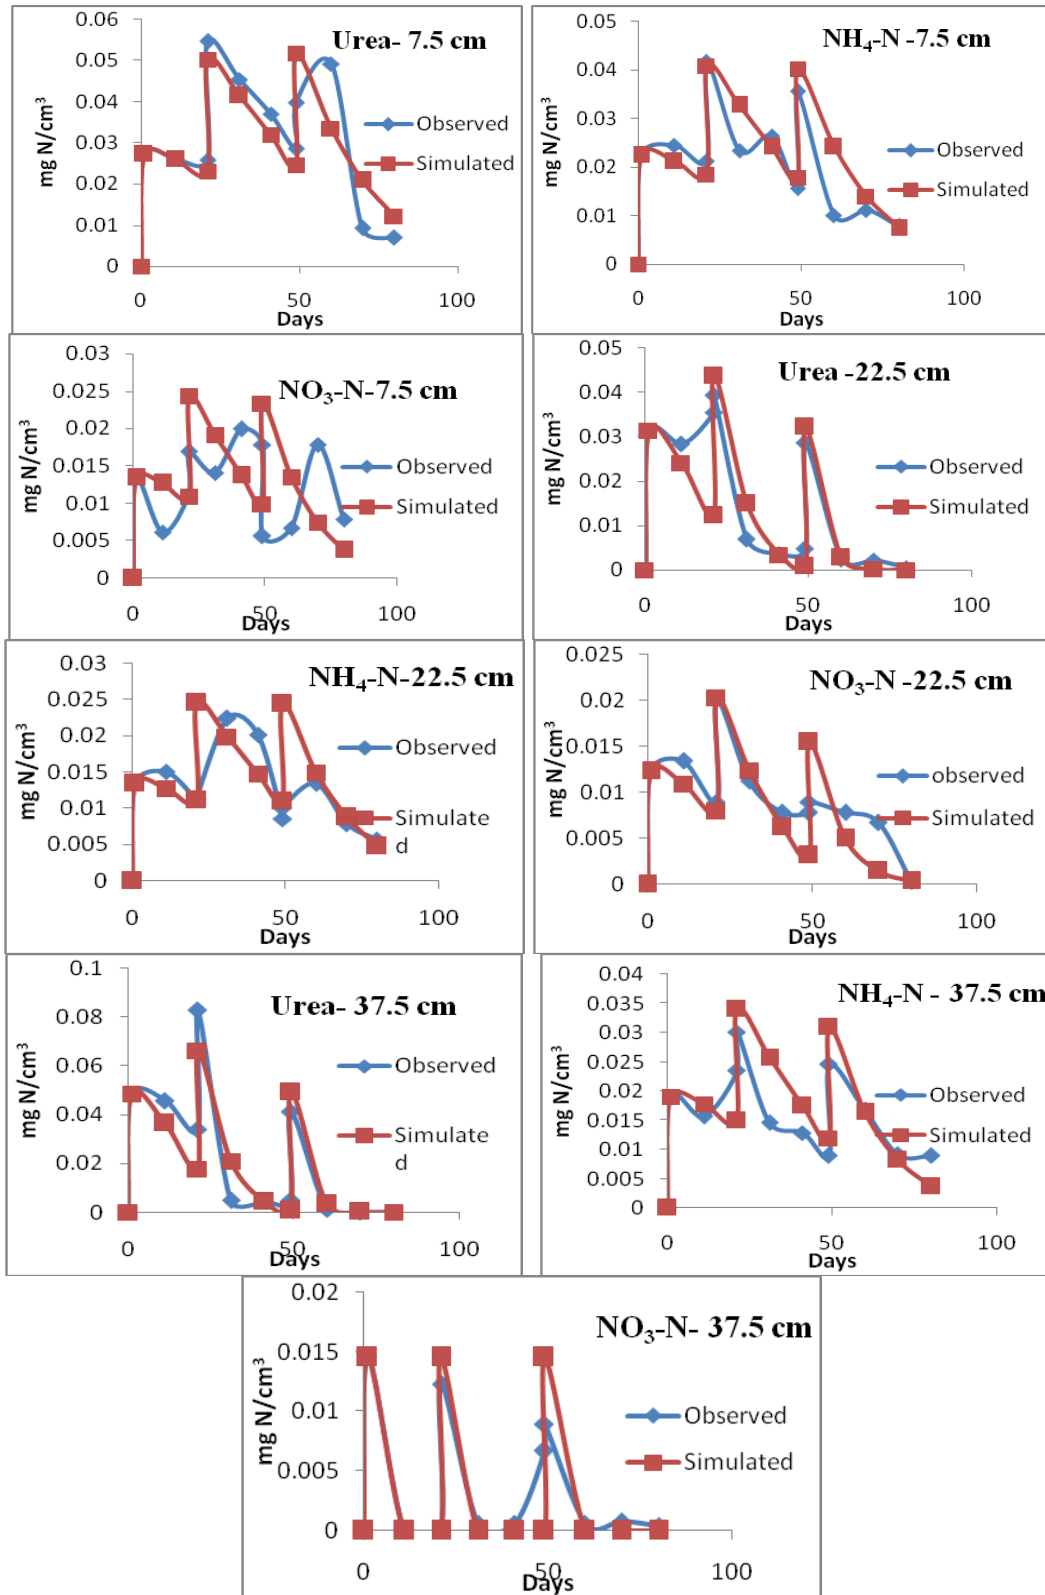 Urea- 7.5 cm
mg N/cm³
0.06
0.05
0.04
0.03
0.02
0.01
0
Observed
Simulated
0 50 100
Days
NH₄-N -7.5 cm
mg N/cm³
0.05
0.04
0.03
0.02
0.01
0
Observed
Simulated
0 50 100
Days
NO₃-N-7.5 cm
mg N/cm³
0.03
0.025
0.02
0.015
0.01
0.005
0
Observed
Simulated
0 50 100
Days
Urea -22.5 cm
mg N/cm³
0.05
0.04
0.03
0.02
0.01
0
Observed
Simulated
0 50 100
Days
NH₄-N-22.5 cm
mg N/cm³
0.03
0.025
0.02
0.015
0.01
0.005
0
Observed
Simulate
d
0 50 100
Days
NO₃-N -22.5 cm
mg N/cm³
0.025
0.02
0.015
0.01
0.005
0
observed
Simulated
0 50 100
Days
Urea- 37.5 cm
mg N/cm³
0.1
0.08
0.06
0.04
0.02
0
Observed
Simulate
d
0 50 100
Days
NH₄-N - 37.5 cm
mg N/cm³
0.04
0.035
0.03
0.025
0.02
0.015
0.01
0.005
0
Observed
Simulated
0 50 100
Days
NO₃-N- 37.5 cm
mg N/cm³
0.02
0.015
0.01
0.005
0
Observed
Simulated
0 50 100
Days